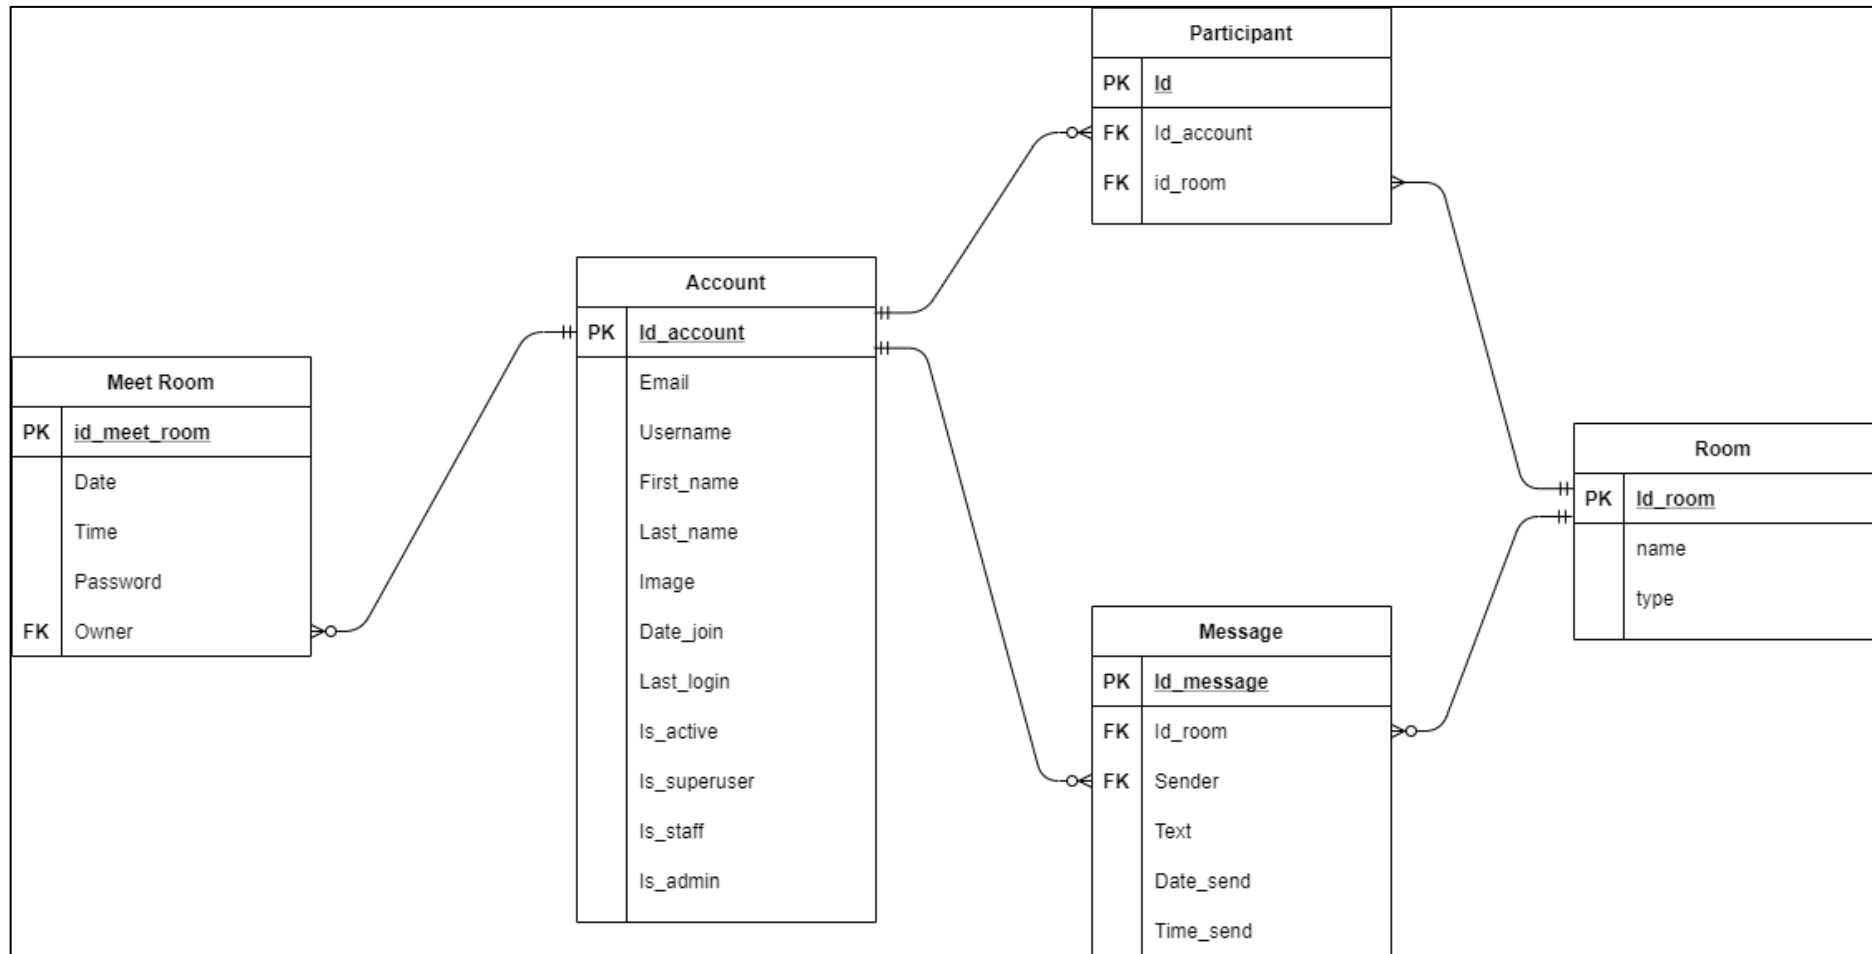 Participant
PK Id
FK Id_account
FK id_room
Account
PK Id_account
Email
Username
First_name
Last_name
Image
Date_join
Last_login
Is_active
Is_superuser
Is_staff
Is_admin
Meet Room
PK id_meet_room
Date
Time
Password
FK Owner
Room
PK Id_room
name
type
Message
PK Id_message
FK Id_room
FK Sender
Text
Date_send
Time_send